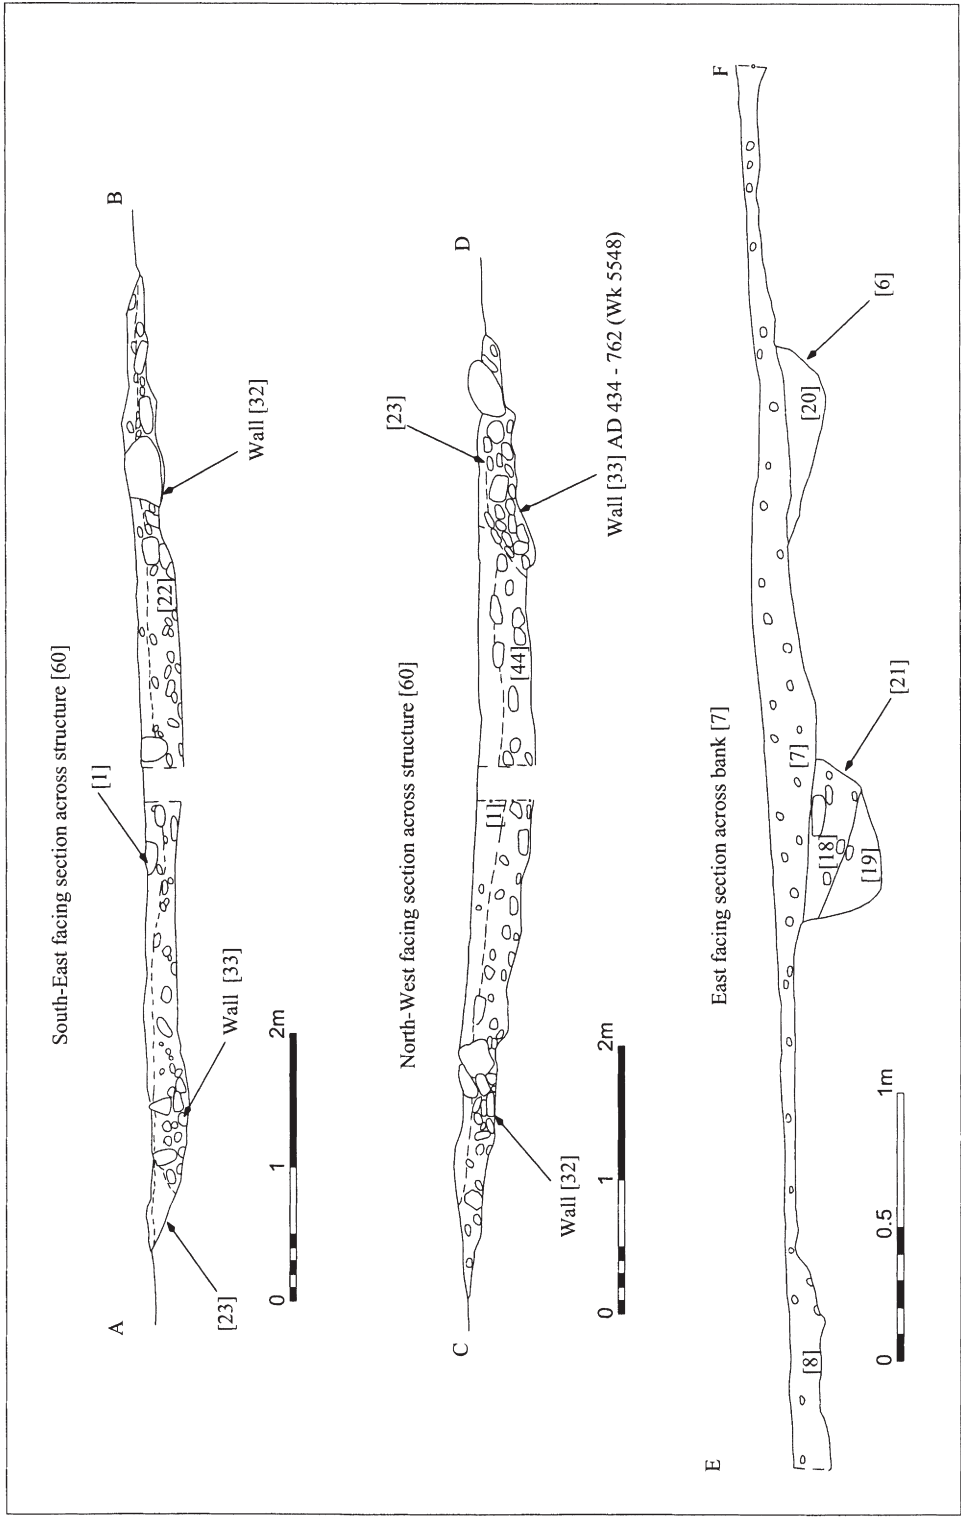 South-East facing section across structure [60]
A
B
[23]
Wall [33]
[1]
[22]
Wall [32]
0
1
2m
North-West facing section across structure [60]
C
D
Wall [32]
[1]
[44]
[23]
Wall [33] AD 434 - 762 (Wk 5548)
0
1
2m
East facing section across bank [7]
E
F
[8]
[7]
[18]
[19]
[21]
[20]
[6]
0
0.5
1m